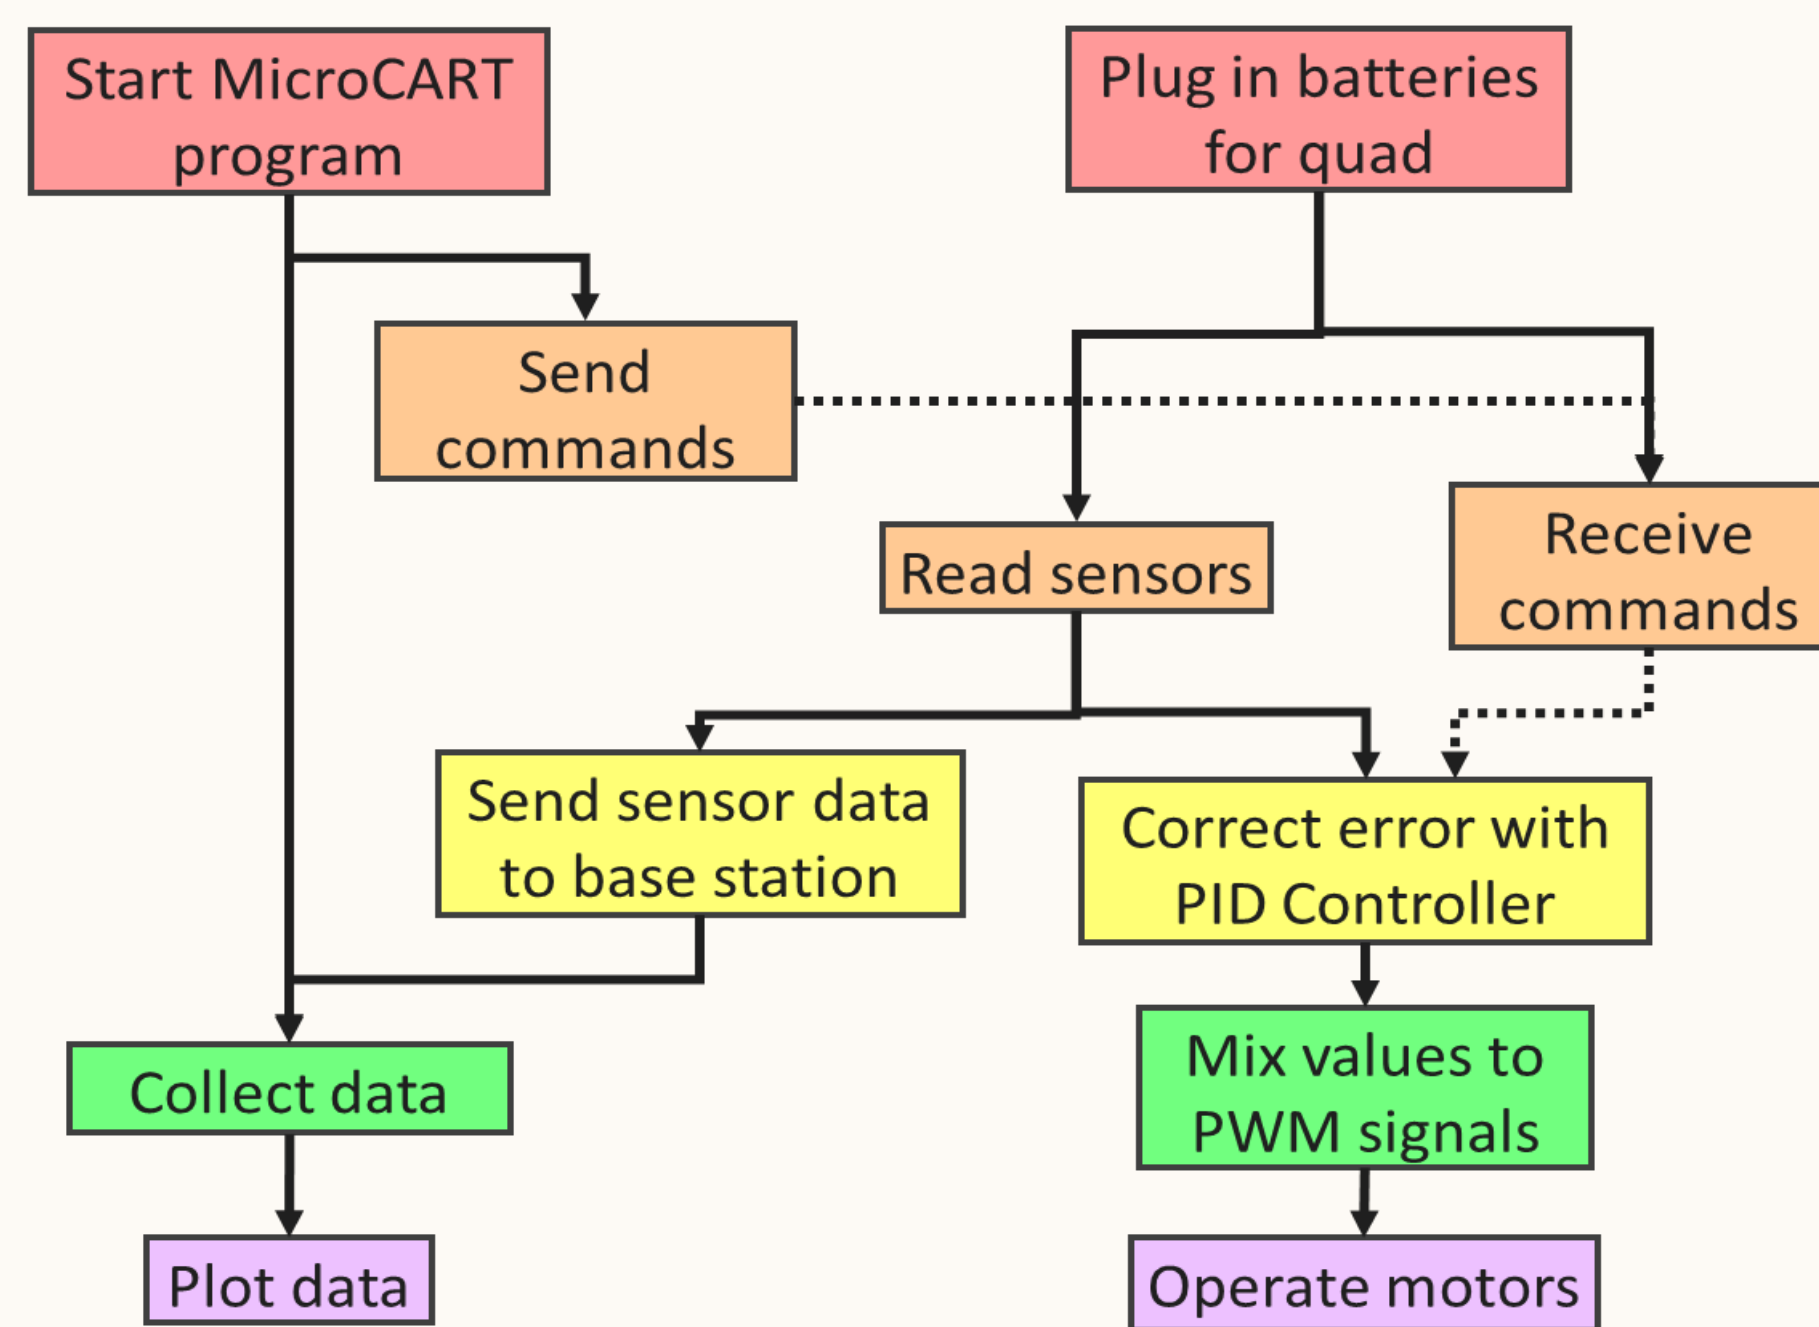 Start MicroCART
program
Plug in batteries
for quad
Send
commands
Read sensors
Receive
commands
Send sensor data
to base station
Correct error with
PID Controller
Collect data
Mix values to
PWM signals
Plot data
Operate motors